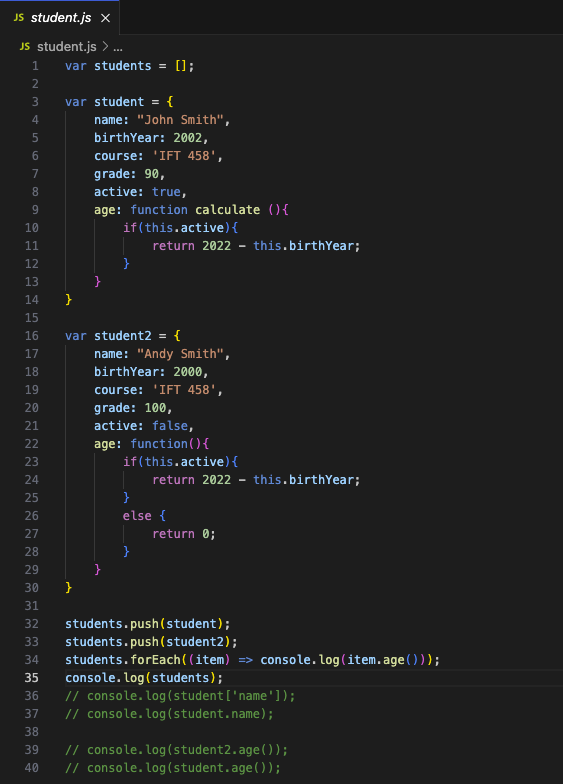 JS student.js ×
JS student.js > ...
1 var students = [];
2
3 var student = {
4     name: "John Smith",
5     birthYear: 2002,
6     course: 'IFT 458',
7     grade: 90,
8     active: true,
9     age: function calculate (){
10         if(this.active){
11             return 2022 - this.birthYear;
12         }
13     }
14 }
15
16 var student2 = {
17     name: "Andy Smith",
18     birthYear: 2000,
19     course: 'IFT 458',
20     grade: 100,
21     active: false,
22     age: function(){
23         if(this.active){
24             return 2022 - this.birthYear;
25         }
26         else {
27             return 0;
28         }
29     }
30 }
31
32 students.push(student);
33 students.push(student2);
34 students.forEach((item) => console.log(item.age()));
35 console.log(students);
36 // console.log(student['name']);
37 // console.log(student.name);
38
39 // console.log(student2.age());
40 // console.log(student.age());